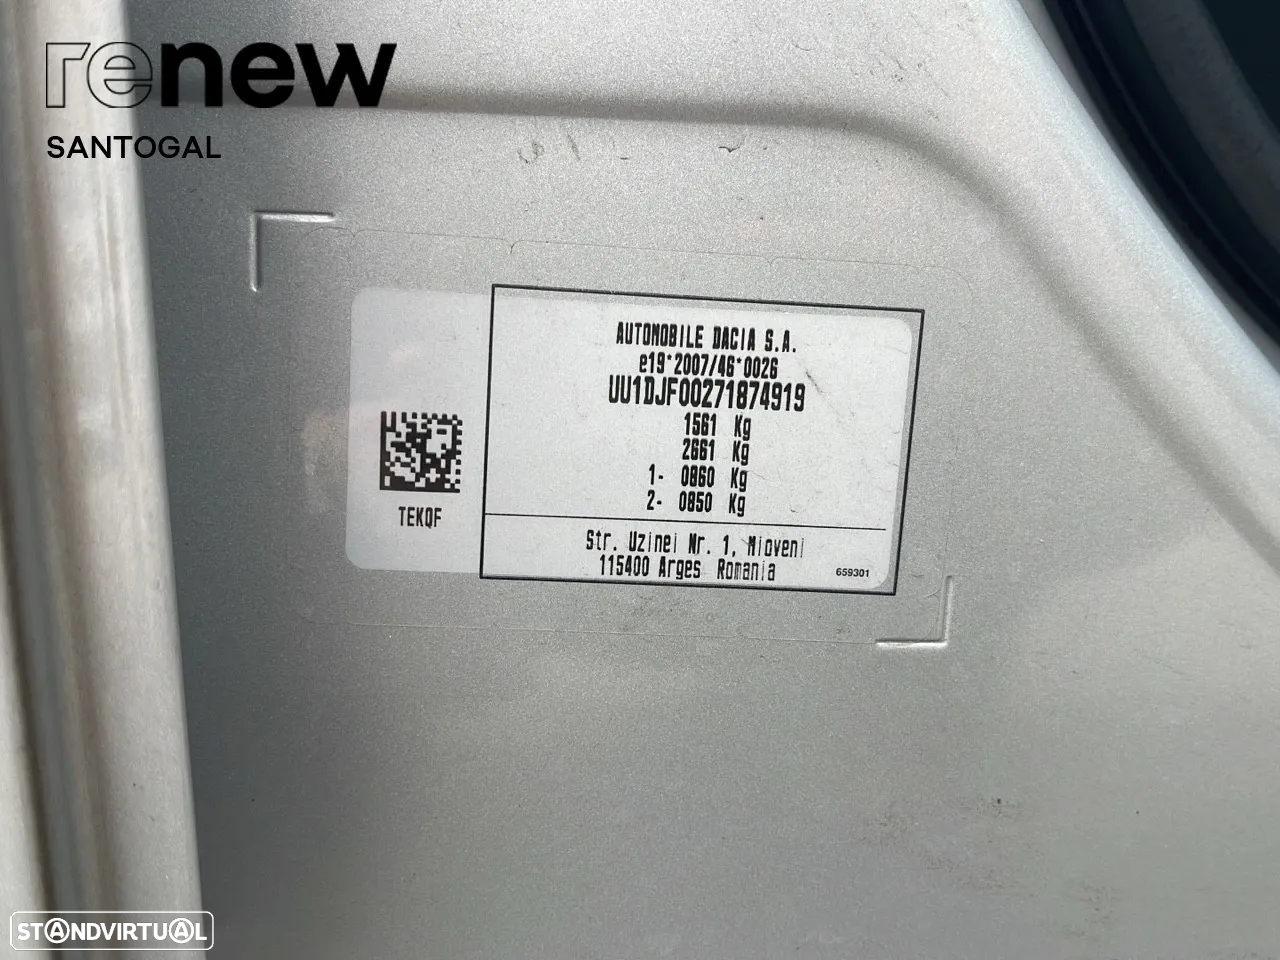 renew
SANTOGAL
AUTOMOBILE DACIA S.A.
e19*2007/46*0026
UU1DJF00271874919
1561 Kg
2661 Kg
1- 0860 Kg
2- 0850 Kg
TEKQF
Str. Uzinei Nr. 1, Mioveni
115400 Arges Romania
659301
STANDVIRTUAL